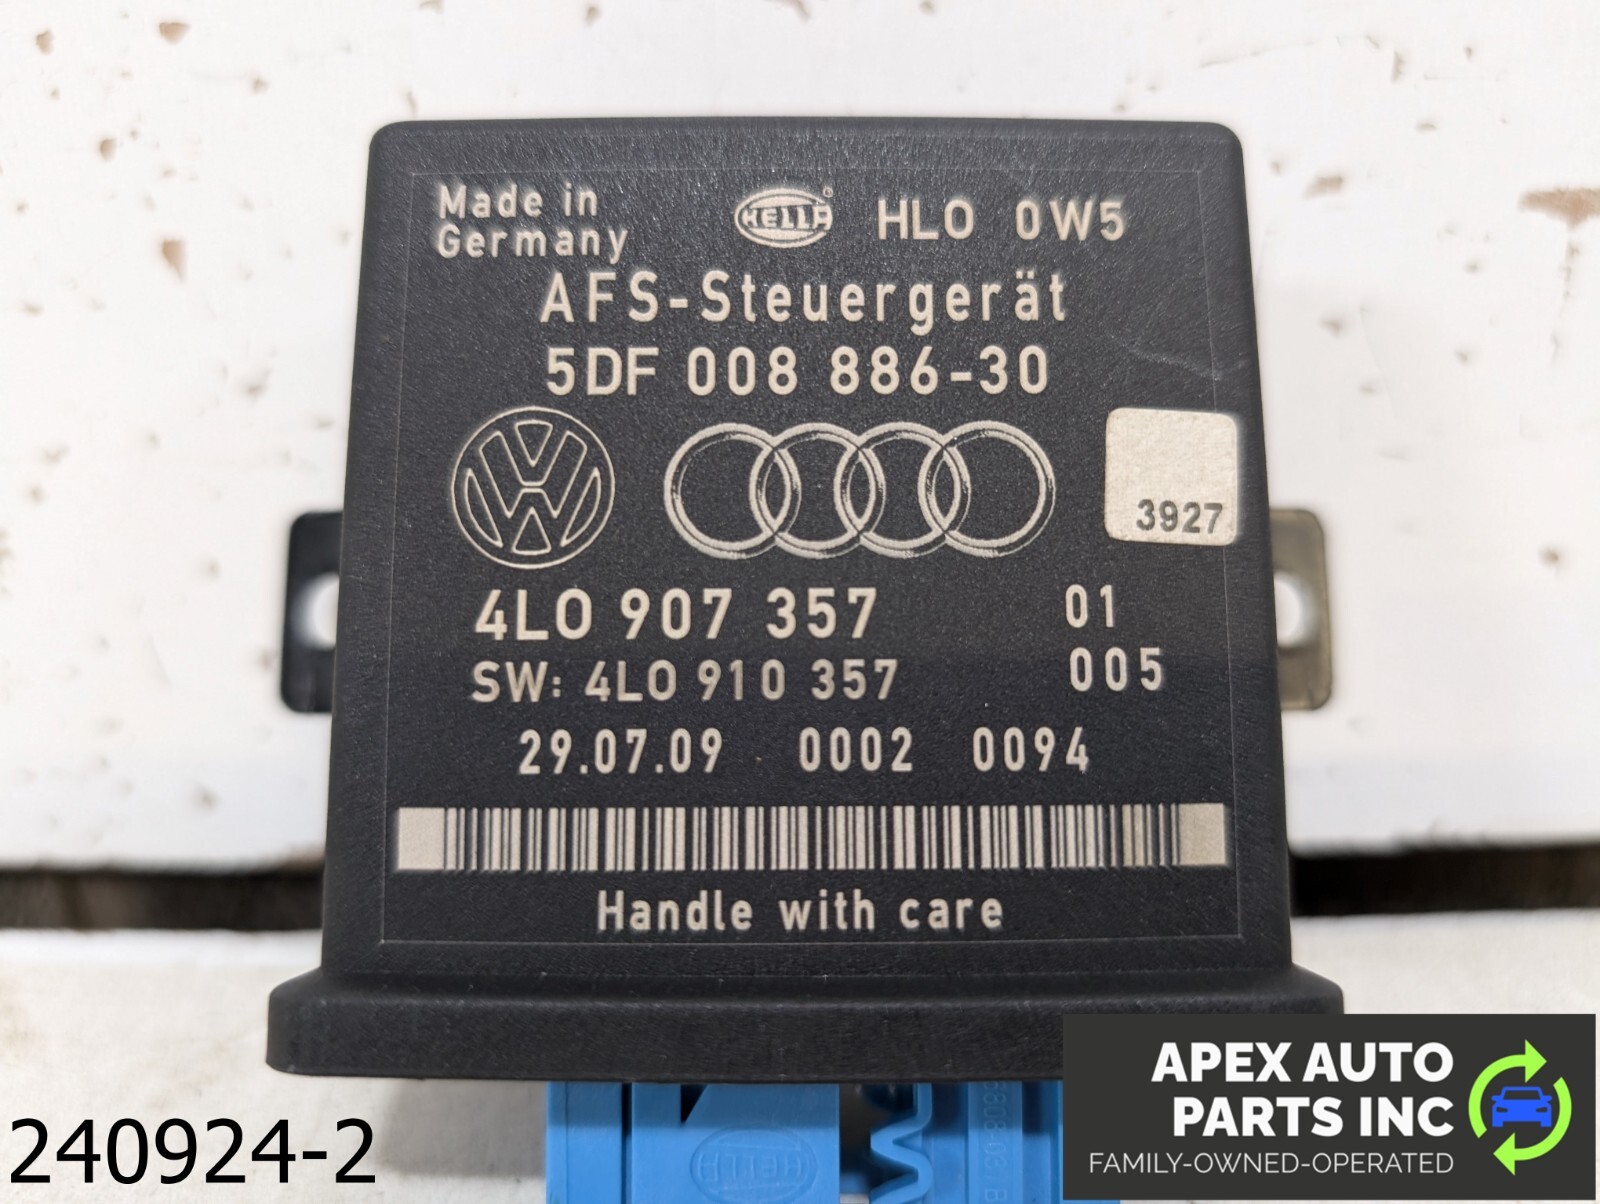 Made in
Germany
HELLA
HLO 0W5
AFS-Steuergerät
5DF 008 886-30
3927
4L0 907 357 01
SW: 4L0 910 357 005
29.07.09 0002 0094
Handle with care
HELLA
240924-2
APEX AUTO
PARTS INC
FAMILY-OWNED-OPERATED